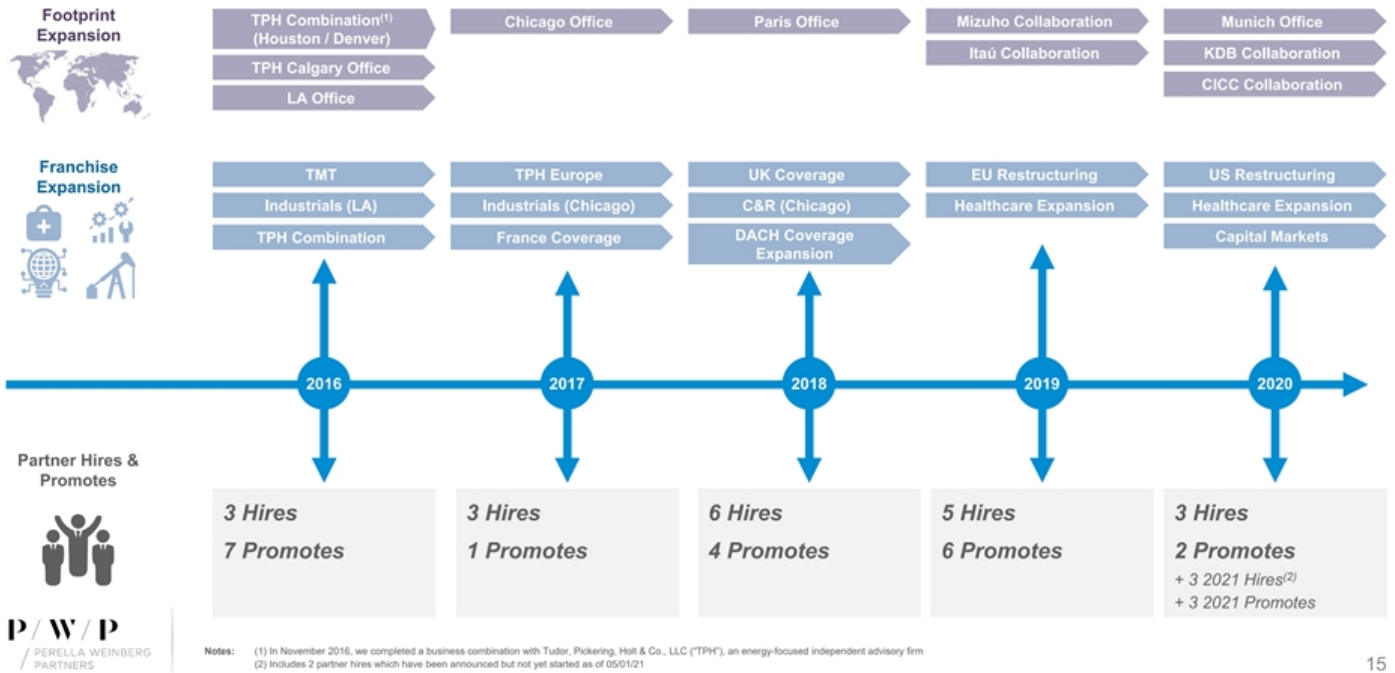 Footprint
Expansion
TPH Combination(1)
(Houston / Denver)
TPH Calgary Office
LA Office
Chicago Office
Paris Office
Mizuho Collaboration
Itaú Collaboration
Munich Office
KDB Collaboration
CICC Collaboration
Franchise
Expansion
TMT
Industrials (LA)
TPH Combination
TPH Europe
Industrials (Chicago)
France Coverage
UK Coverage
C&R (Chicago)
DACH Coverage
Expansion
EU Restructuring
Healthcare Expansion
US Restructuring
Healthcare Expansion
Capital Markets
2016
2017
2018
2019
2020
Partner Hires &
Promotes
3 Hires
7 Promotes
3 Hires
1 Promotes
6 Hires
4 Promotes
5 Hires
6 Promotes
3 Hires
2 Promotes
+ 3 2021 Hires(2)
+ 3 2021 Promotes
P / W / P
/ PERELLA WEINBERG
PARTNERS
Notes: (1) In November 2016, we completed a business combination with Tudor, Pickering, Holt & Co., LLC ("TPH"), an energy-focused independent advisory firm
(2) Includes 2 partner hires which have been announced but not yet started as of 05/01/21
15